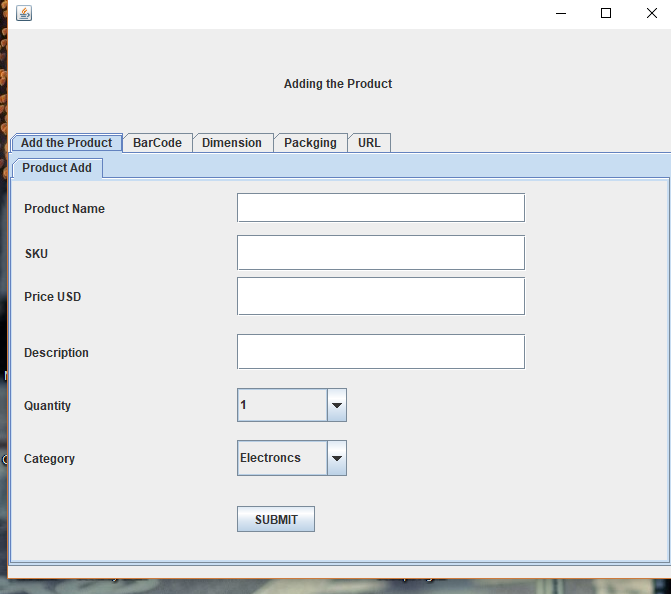 Adding the Product
Add the Product BarCode Dimension Packging URL
Product Add
Product Name
SKU
Price USD
Description
Quantity 1
Category Electroncs
SUBMIT